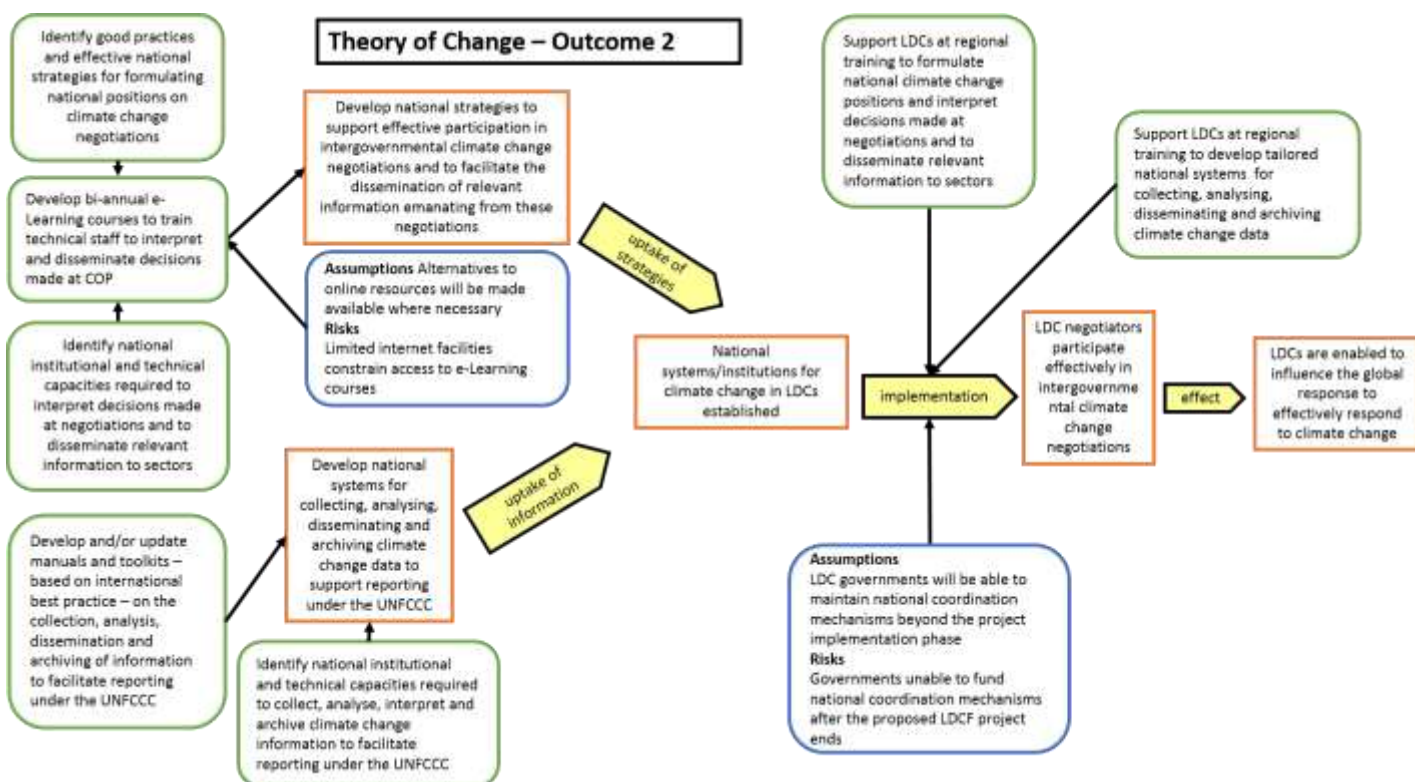 Theory of Change – Outcome 2
Identify good practices
and effective national
strategies for formulating
national positions on
climate change
negotiations
Develop bi-annual e-
Learning courses to train
technical staff to interpret
and disseminate decisions
made at COP
Identify national
institutional and technical
capacities required to
interpret decisions made
at negotiations and to
disseminate relevant
information to sectors
Develop and/or update
manuals and toolkits –
based on international
best practice – on the
collection, analysis,
dissemination and
archiving of information
to facilitate reporting
under the UNFCCC
Develop national strategies to
support effective participation in
intergovernmental climate change
negotiations and to facilitate the
dissemination of relevant
information emanating from these
negotiations
Assumptions Alternatives to
online resources will be made
available where necessary
Risks
Limited internet facilities
constrain access to e-Learning
courses
Develop national
systems for
collecting, analysing,
disseminating and
archiving climate
change data to
support reporting
under the UNFCCC
Identify national institutional
and technical capacities required
to collect, analyse, interpret and
archive climate change
information to facilitate
reporting under the UNFCCC
uptake of
strategies
uptake of
information
National
systems/institutions for
climate change in LDCs
established
Support LDCs at regional
training to formulate
national climate change
positions and interpret
decisions made at
negotiations and to
disseminate relevant
information to sectors
Support LDCs at regional
training to develop tailored
national systems for
collecting, analysing,
disseminating and archiving
climate change data
implementation
LDC negotiators
participate
effectively in
intergovernme
ntal climate
change
negotiations
effect
LDCs are enabled to
influence the global
response to
effectively respond
to climate change
Assumptions
LDC governments will be able to
maintain national coordination
mechanisms beyond the project
implementation phase
Risks
Governments unable to fund
national coordination mechanisms
after the proposed LDCF project
ends